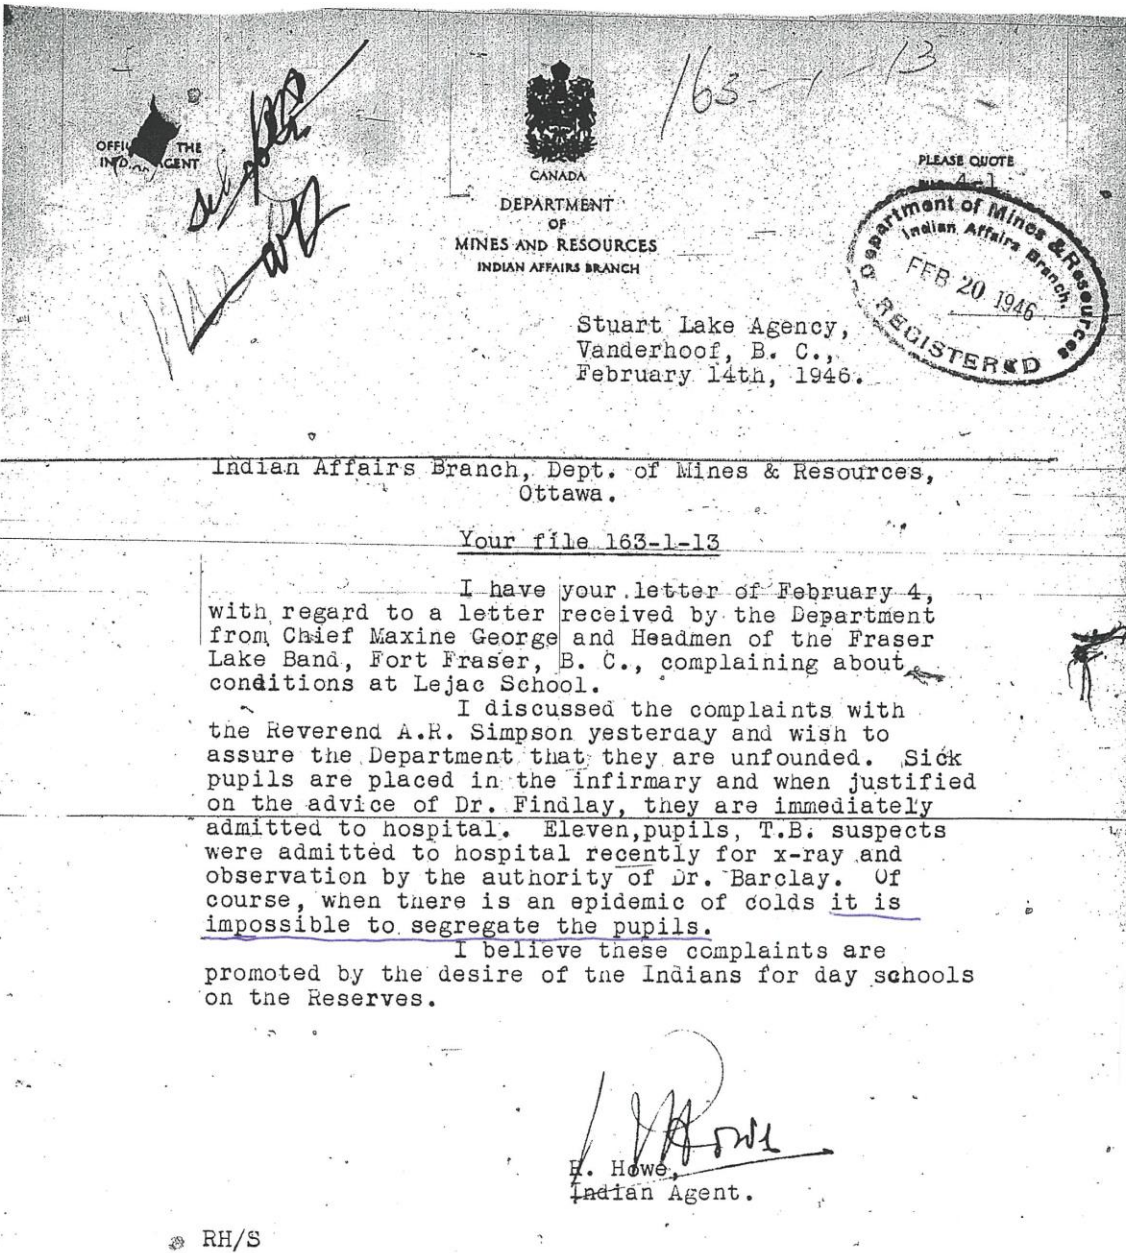 163-1-13
OFFI THE
IND AGENT
CANADA
DEPARTMENT
OF
MINES AND RESOURCES
INDIAN AFFAIRS BRANCH
PLEASE QUOTE
Department of Mines & Resources
Indian Affairs Branch.
FEB 20 1946
REGISTERED
Stuart Lake Agency,
Vanderhoof, B. C.,
February 14th, 1946.
Indian Affairs Branch, Dept. of Mines & Resources,
Ottawa.
Your file 163-1-13
I have your letter of February 4,
with regard to a letter received by the Department
from Chief Maxine George and Headmen of the Fraser
Lake Band, Fort Fraser, B. C., complaining about
conditions at Lejac School.
I discussed the complaints with
the Reverend A.R. Simpson yesterday and wish to
assure the Department that they are unfounded. Sick
pupils are placed in the infirmary and when justified
on the advice of Dr. Findlay, they are immediately
admitted to hospital. Eleven pupils, T.B. suspects
were admitted to hospital recently for x-ray and
observation by the authority of Dr. Barclay. Of
course, when there is an epidemic of colds it is
impossible to segregate the pupils.
I believe these complaints are
promoted by the desire of the Indians for day schools
on the Reserves.
R. Howe,
Indian Agent.
RH/S